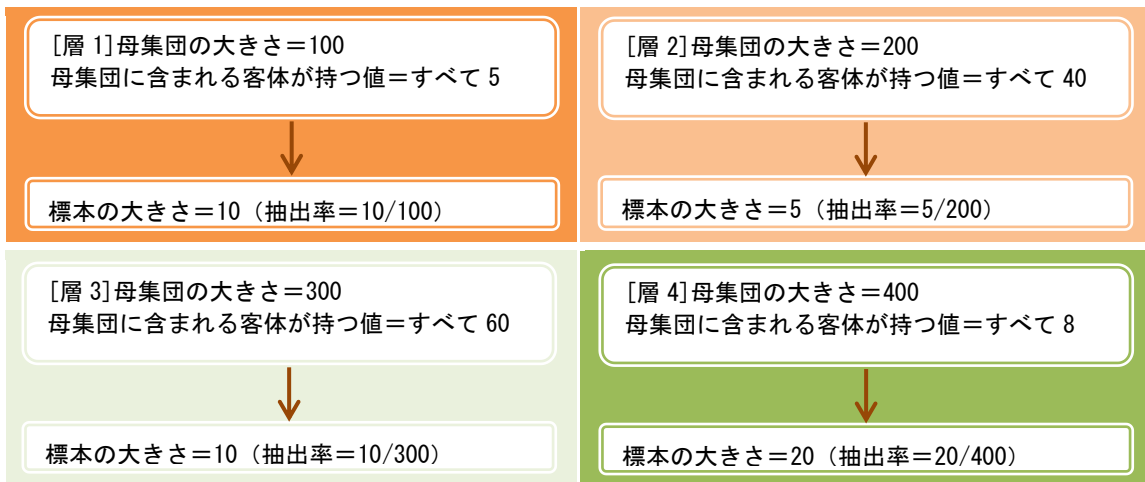 [層 1]母集団の大きさ＝100
母集団に含まれる客体が持つ値＝すべて 5
標本の大きさ＝10（抽出率＝10/100）
[層 2]母集団の大きさ＝200
母集団に含まれる客体が持つ値＝すべて 40
標本の大きさ＝5（抽出率＝5/200）
[層 3]母集団の大きさ＝300
母集団に含まれる客体が持つ値＝すべて 60
標本の大きさ＝10（抽出率＝10/300）
[層 4]母集団の大きさ＝400
母集団に含まれる客体が持つ値＝すべて 8
標本の大きさ＝20（抽出率＝20/400）